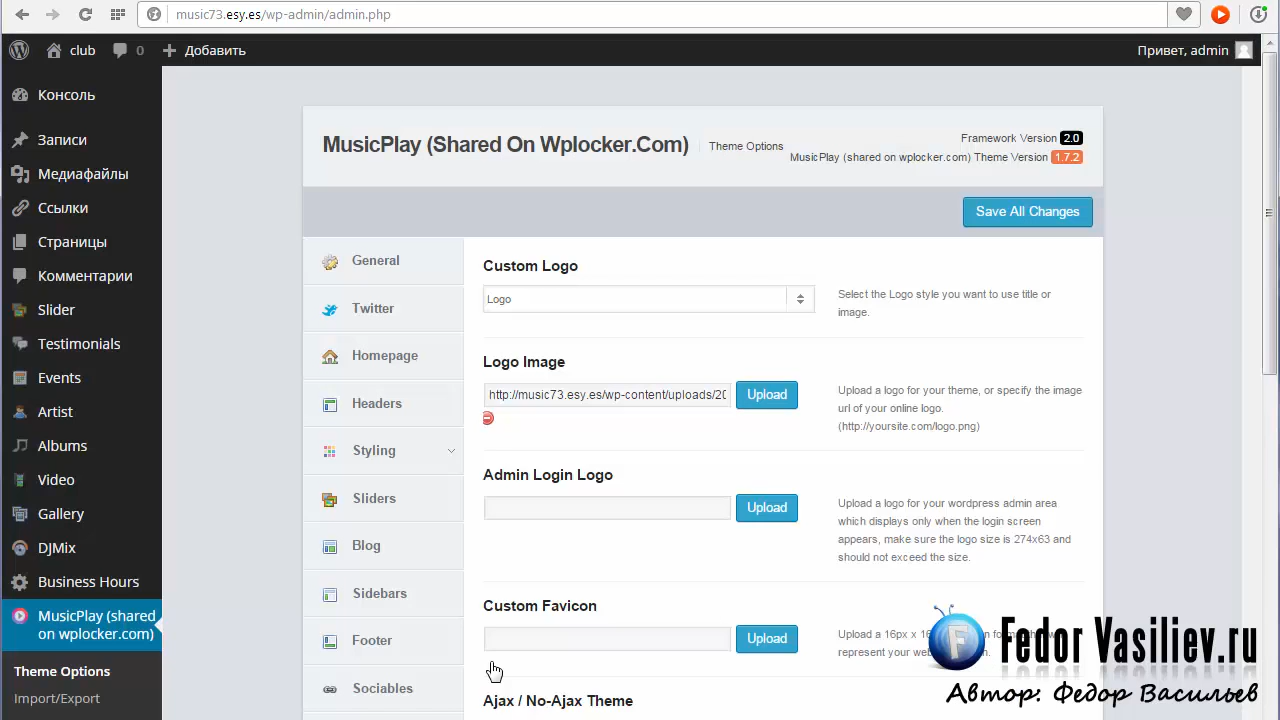 music73.esy.es/wp-admin/admin.php
club
0
Добавить
Привет, admin
Консоль
Записи
Медиафайлы
Ссылки
Страницы
Комментарии
Slider
Testimonials
Events
Artist
Albums
Video
Gallery
DJMix
Business Hours
MusicPlay (shared
on wplocker.com)
Theme Options
Import/Export
MusicPlay (Shared On Wplocker.Com)
Theme Options
Framework Version 2.0
MusicPlay (shared on wplocker.com) Theme Version 1.7.2
Save All Changes
General
Twitter
Homepage
Headers
Styling
Sliders
Blog
Sidebars
Footer
Sociables
Custom Logo
Logo
Select the Logo style you want to use title or
image.
Logo Image
http://music73.esy.es/wp-content/uploads/20
Upload
Upload a logo for your theme, or specify the image
url of your online logo.
(http://yoursite.com/logo.png)
Admin Login Logo
Upload
Upload a logo for your wordpress admin area
which displays only when the login screen
appears, make sure the logo size is 274x63 and
should not exceed the size.
Custom Favicon
Upload
Upload a 16px x 16
represent your web
Ajax / No-Ajax Theme
F
Fedor Vasiliev.ru
Автор: Федор Васильев